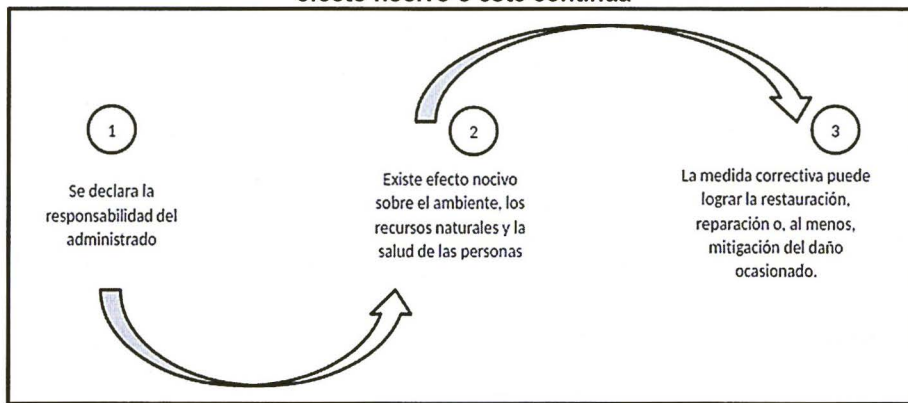 efecto nocivo o este continúa
1
Se declara la
responsabilidad del
administrado
2
Existe efecto nocivo
sobre el ambiente, los
recursos naturales y la
salud de las personas
3
La medida correctiva puede
lograr la restauración,
reparación o, al menos,
mitigación del daño
ocasionado.